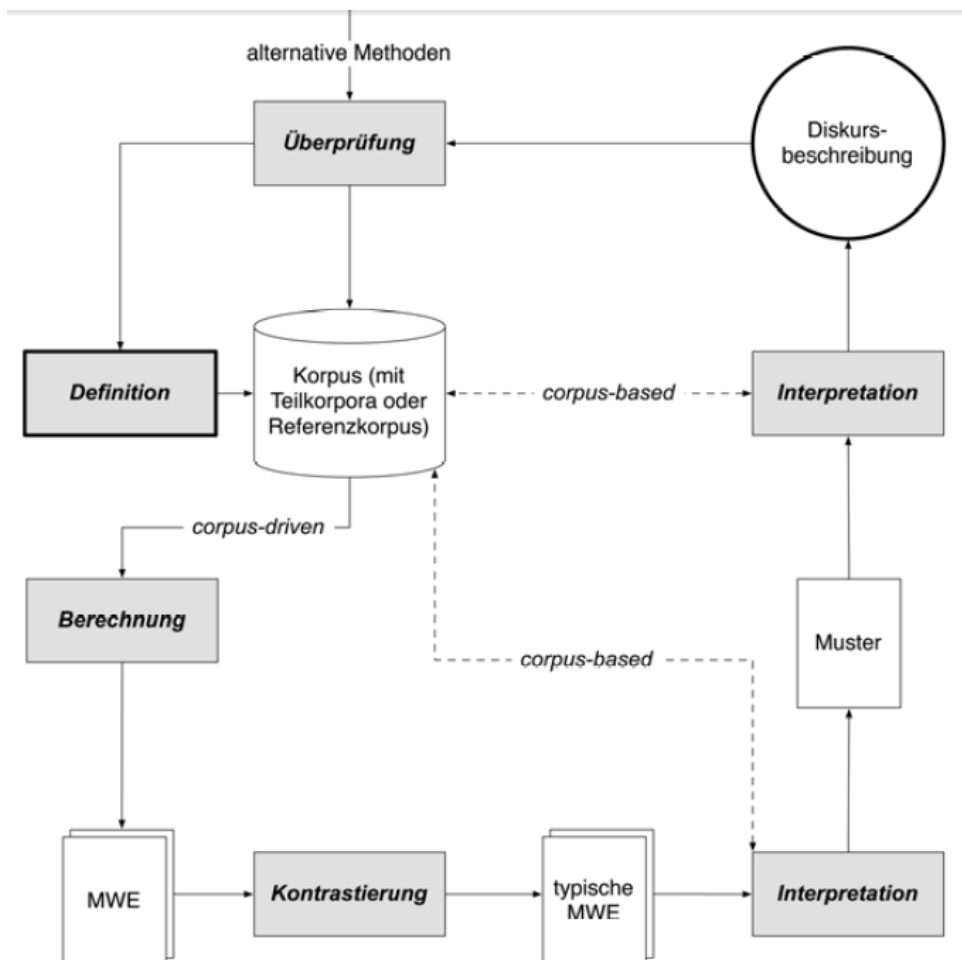 alternative Methoden
Überprüfung
Diskurs-
beschreibung
Definition
Korpus (mit
Teilkorpora oder
Referenzkorpus)
corpus-based
Interpretation
corpus-driven
Berechnung
corpus-based
Muster
MWE
Kontrastierung
typische
MWE
Interpretation